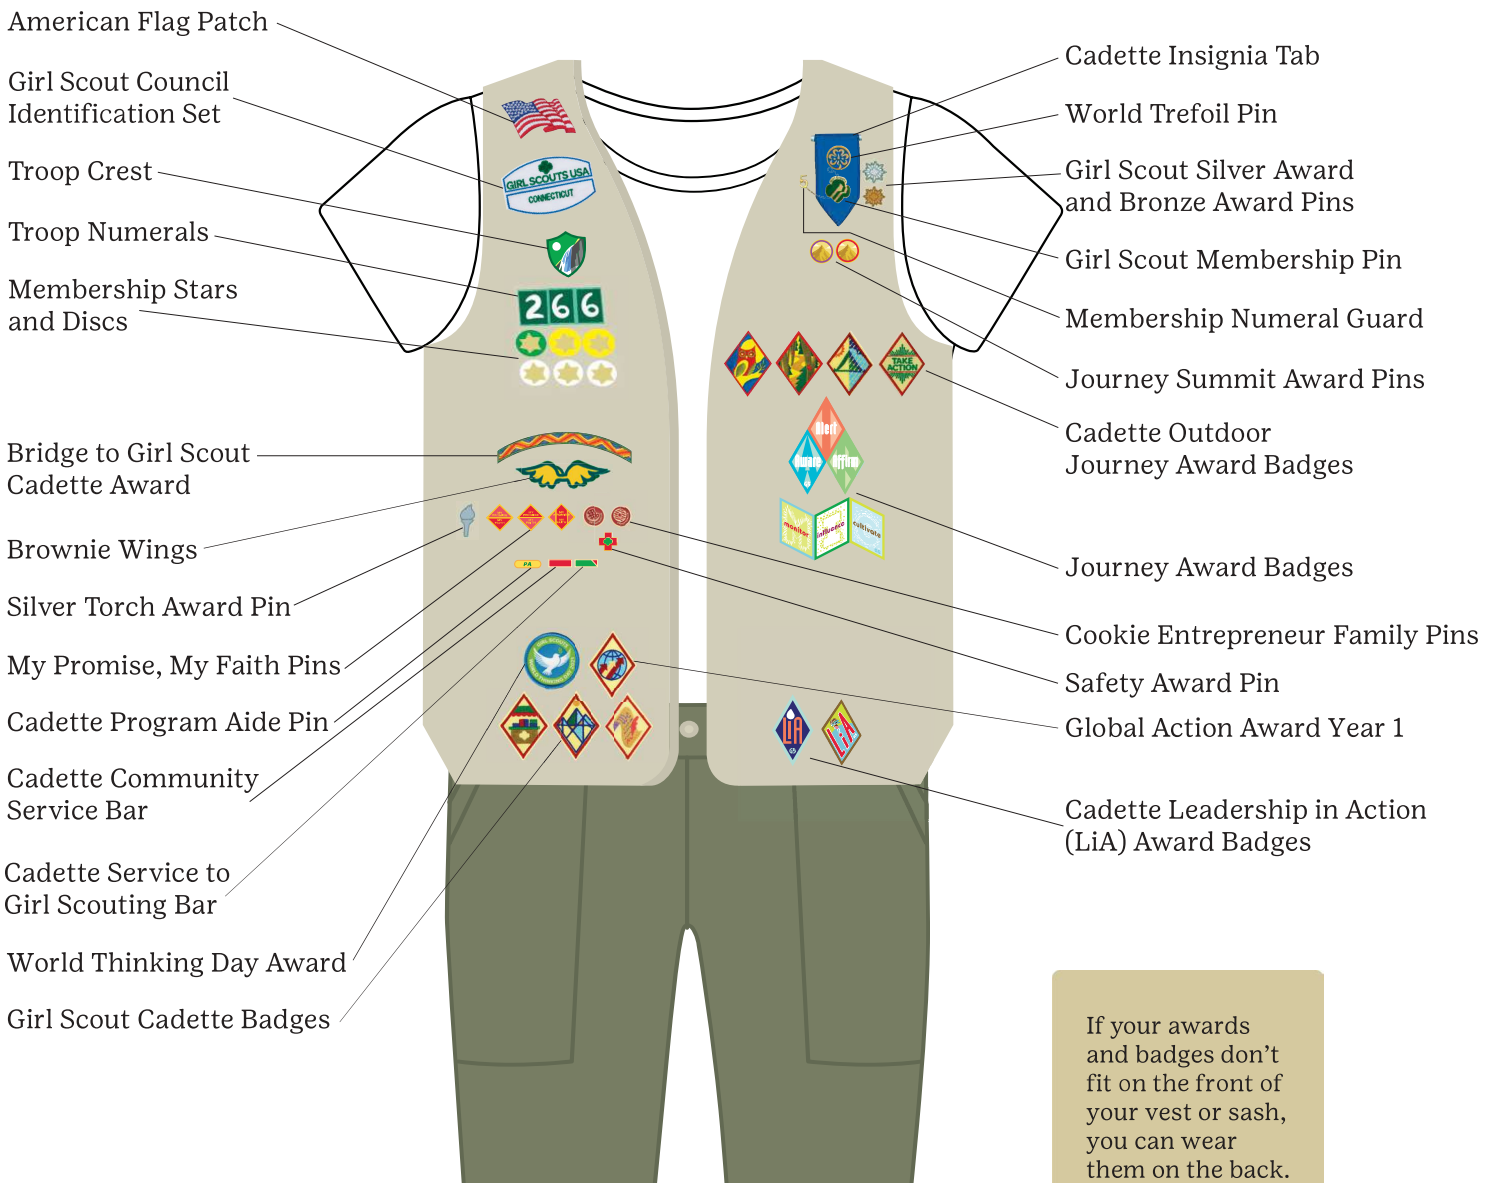 American Flag Patch
Girl Scout Council
Identification Set
Troop Crest
Troop Numerals
Membership Stars
and Discs
Bridge to Girl Scout
Cadette Award
Brownie Wings
Silver Torch Award Pin
My Promise, My Faith Pins
Cadette Program Aide Pin
Cadette Community
Service Bar
Cadette Service to
Girl Scouting Bar
World Thinking Day Award
Girl Scout Cadette Badges
GIRL SCOUTS USA
CONNECTICUT
266
PA
TAKE
ACTION
Alert
Aware
Affirm
monitor
influence
cultivate
LiA
LiA
Cadette Insignia Tab
World Trefoil Pin
Girl Scout Silver Award
and Bronze Award Pins
Girl Scout Membership Pin
Membership Numeral Guard
Journey Summit Award Pins
Cadette Outdoor
Journey Award Badges
Journey Award Badges
Cookie Entrepreneur Family Pins
Safety Award Pin
Global Action Award Year 1
Cadette Leadership in Action
(LiA) Award Badges
If your awards
and badges don't
fit on the front of
your vest or sash,
you can wear
them on the back.